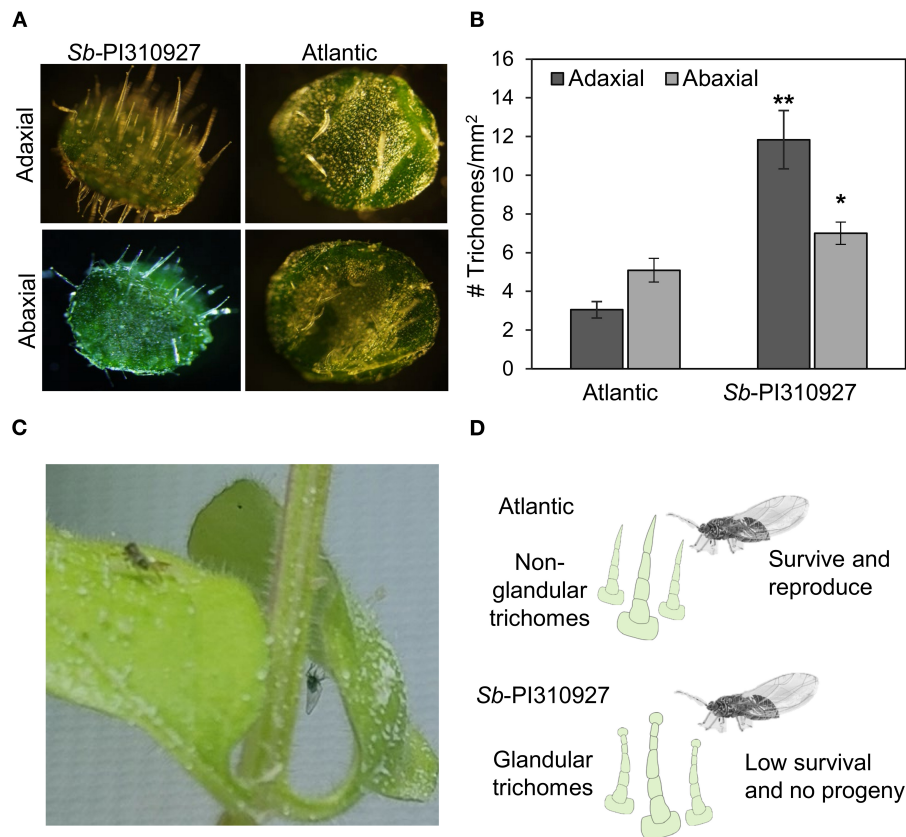 A
Sb-PI310927
Atlantic
Adaxial
Abaxial
B
# Trichomes/mm²
16
14
12
10
8
6
4
2
0
Adaxial
Abaxial
**
*
Atlantic
Sb-PI310927
C
D
Atlantic
Non-
glandular
trichomes
Survive and
reproduce
Sb-PI310927
Glandular
trichomes
Low survival
and no progeny